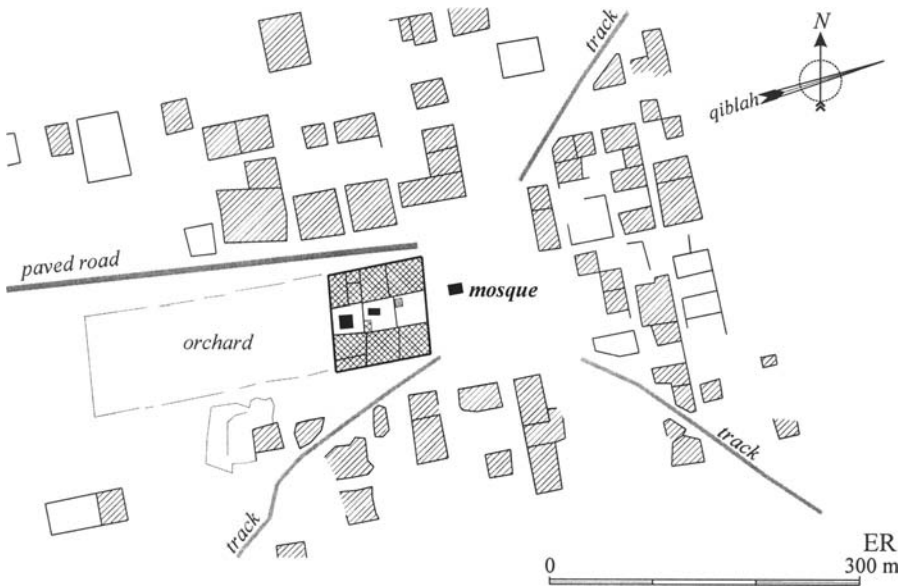 track
N
qiblah
paved road
mosque
orchard
track
track
ER
0 300 m